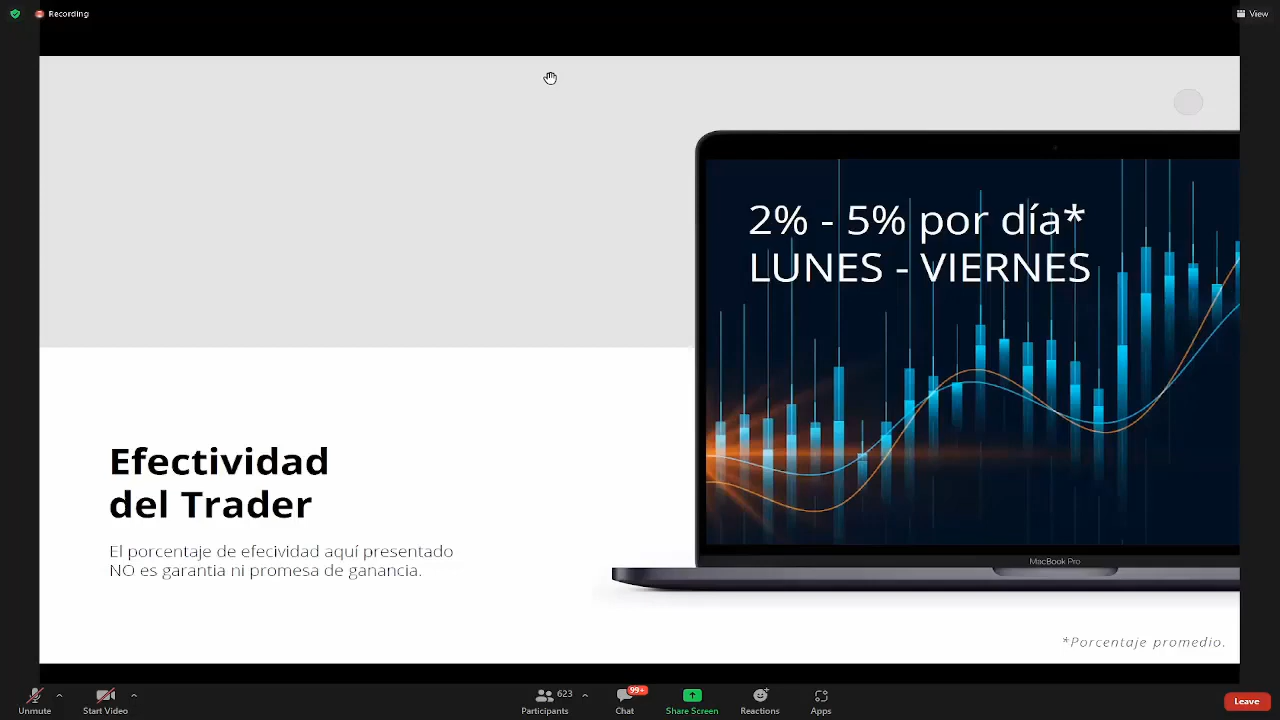 Recording
View
2% - 5% por día*
LUNES - VIERNES
Efectividad
del Trader
El porcentaje de efecividad aquí presentado
NO es garantia ni promesa de ganancia.
MacBook Pro
*Porcentaje promedio.
Unmute
Start Video
623
Participants
99+
Chat
Share Screen
Reactions
Apps
Leave